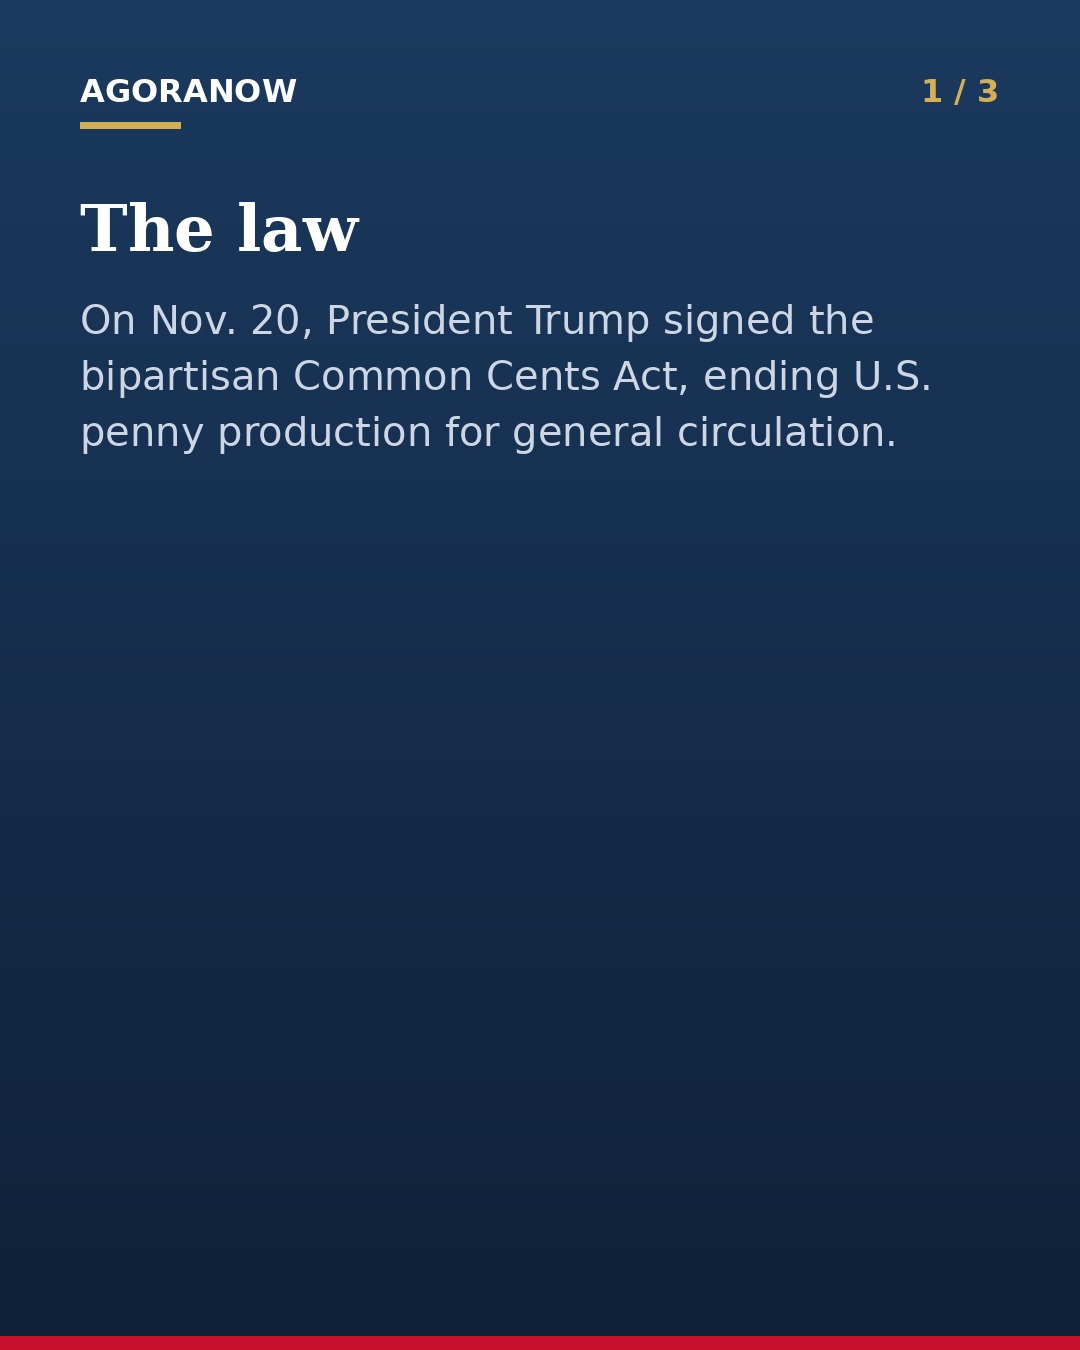 AGORANOW
1 / 3
The law
On Nov. 20, President Trump signed the
bipartisan Common Cents Act, ending U.S.
penny production for general circulation.